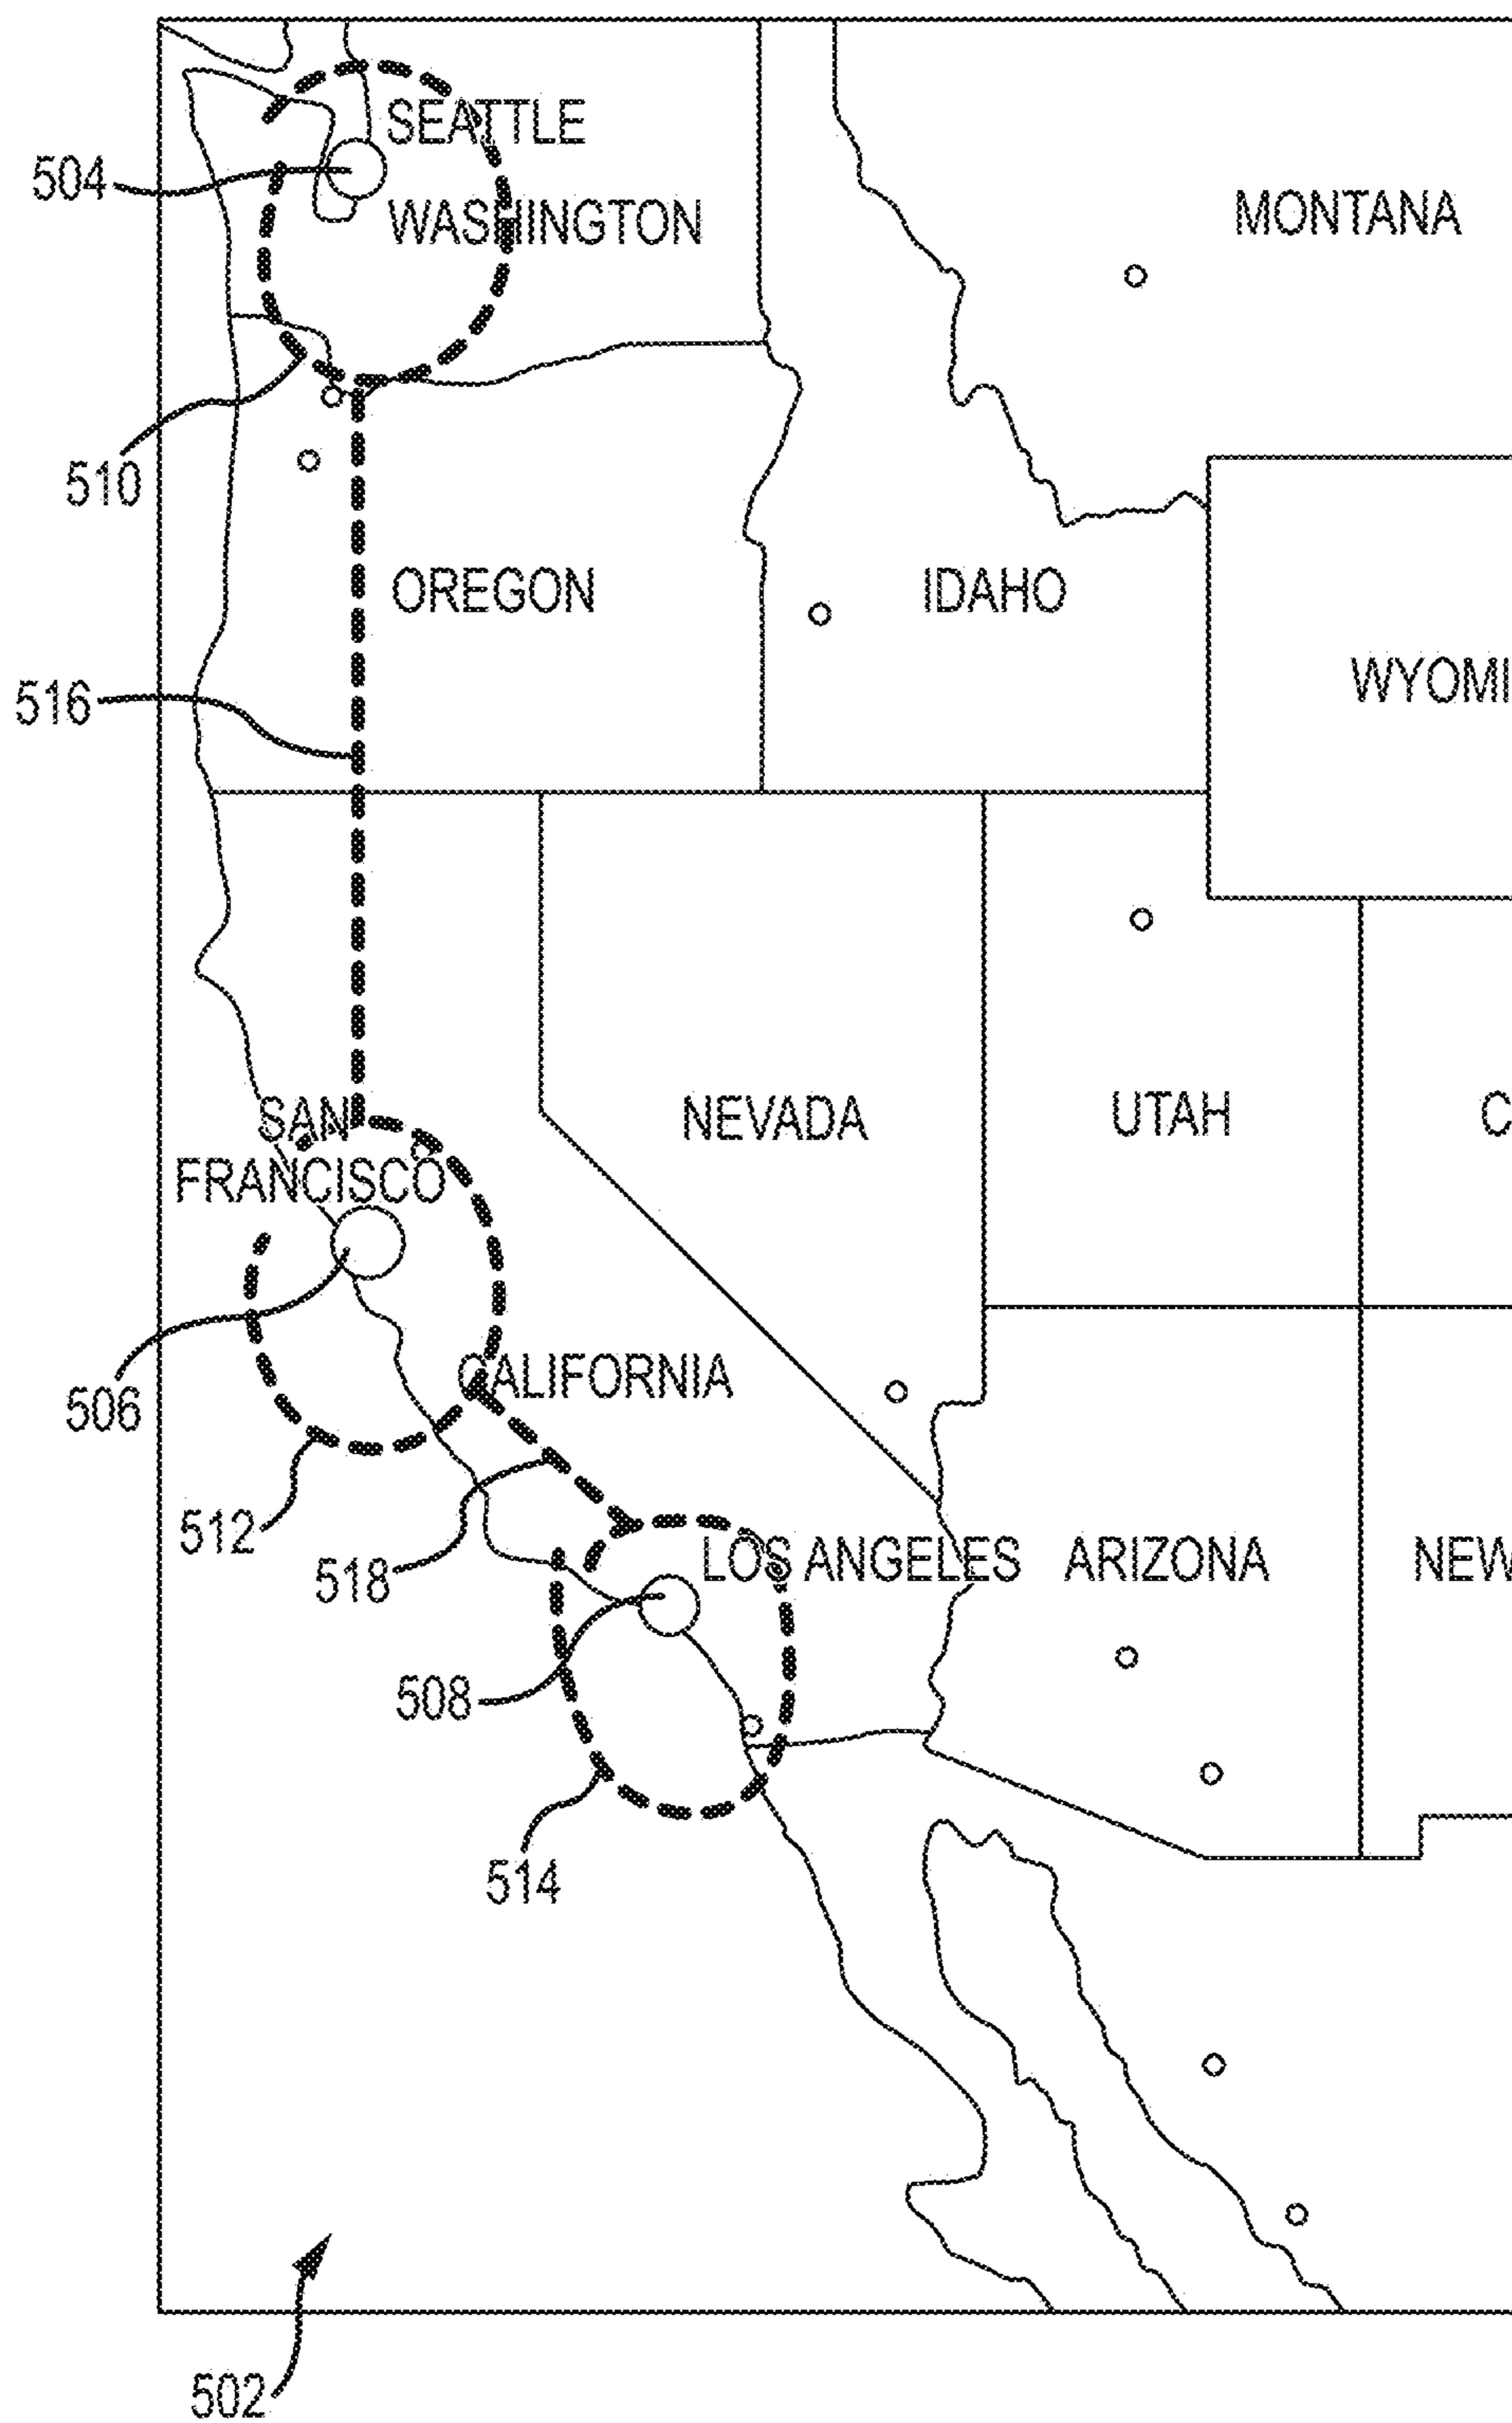 SEATTLE
504
WASHINGTON
MONTANA
510
OREGON
IDAHO
WYOMI
516
SAN
FRANCISCO
NEVADA
UTAH
C
506
CALIFORNIA
512
518
LOS ANGELES
ARIZONA
NEW
508
514
502